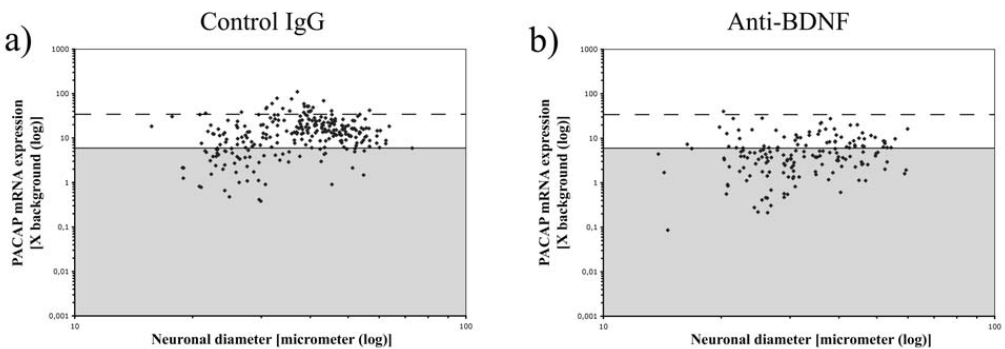 Control IgG
a)
1000
100
10
1
0,1
0,01
0,001
10
100
PACAP mRNA expression
[X background (log)]
Neuronal diameter [micrometer (log)]
Anti-BDNF
b)
1000
100
10
1
0,1
0,01
0,001
10
100
PACAP mRNA expression
[X background (log)]
Neuronal diameter [micrometer (log)]